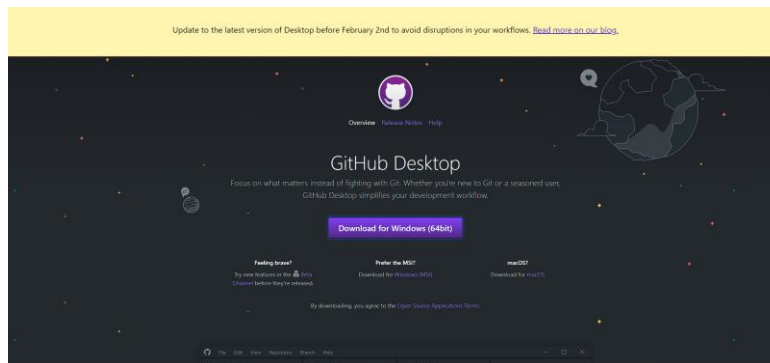 Update to the latest version of Desktop before February 2nd to avoid disruptions in your workflows. Read more on our blog.
Overview Release Notes Help
GitHub Desktop
Focus on what matters instead of fighting with Git. Whether you're new to Git or a seasoned user,
GitHub Desktop simplifies your development workflow.
Download for Windows (64bit)
Feeling brave?
Try new features in the Beta
Channel before they're released.
Prefer the MSI?
Download for Windows (MSI)
macOS?
Download for macOS
By downloading, you agree to the Open Source Applications Terms.
File Edit View Repository Branch Help